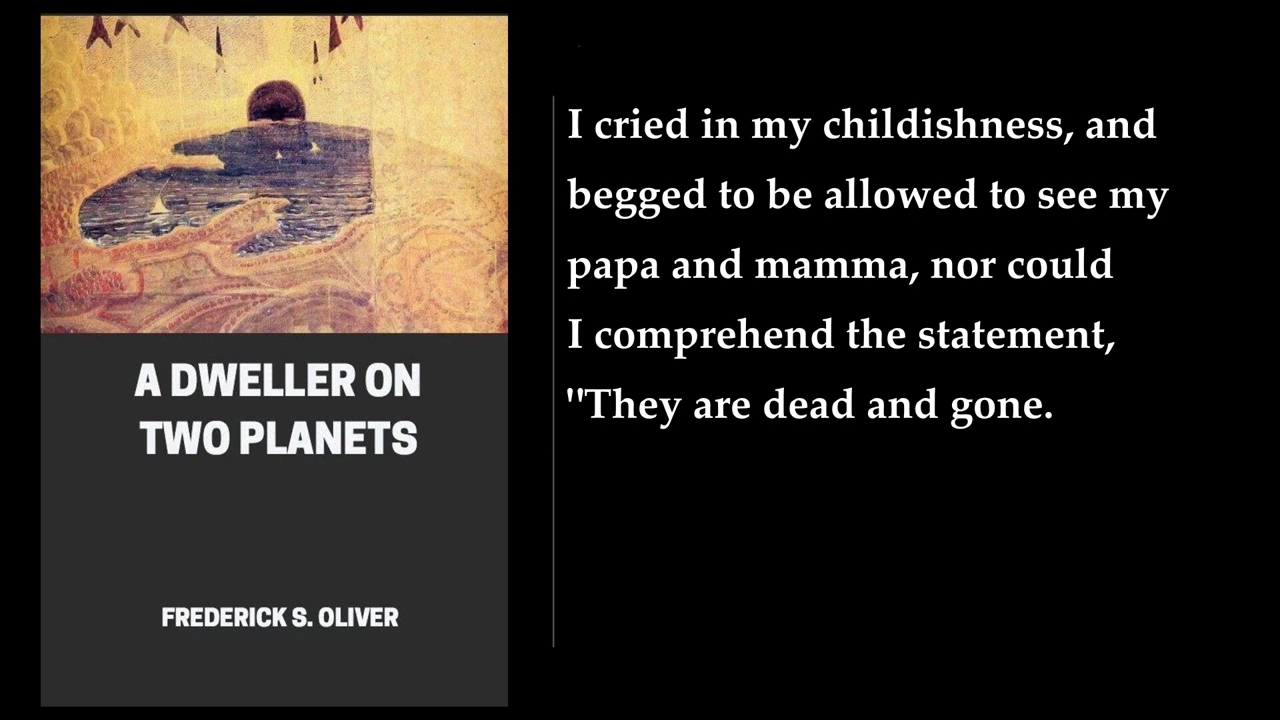 A DWELLER ON
TWO PLANETS
FREDERICK S. OLIVER
I cried in my childishness, and
begged to be allowed to see my
papa and mamma, nor could
I comprehend the statement,
"They are dead and gone.